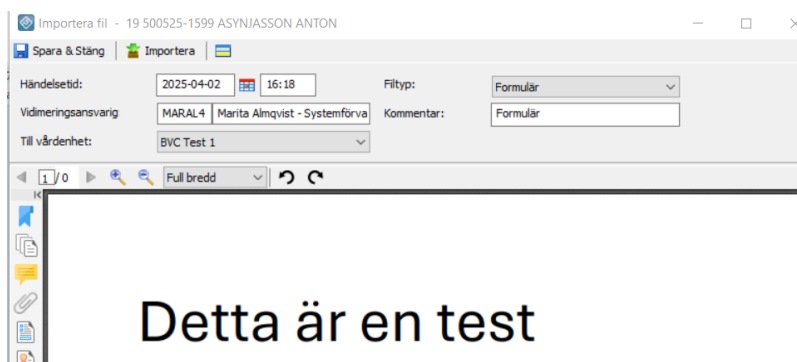 Importera fil - 19 500525-1599 ASYNJASSON ANTON
Spara & Stäng Importera
Händelsetid: 2025-04-02 16:18 Filtyp: Formulär
Vidimeringsansvarig MARAL4 Marita Almqvist - Systemförva Kommentar: Formulär
Till vårdenhet: BVC Test 1
1 / 0 Full bredd
Detta är en test